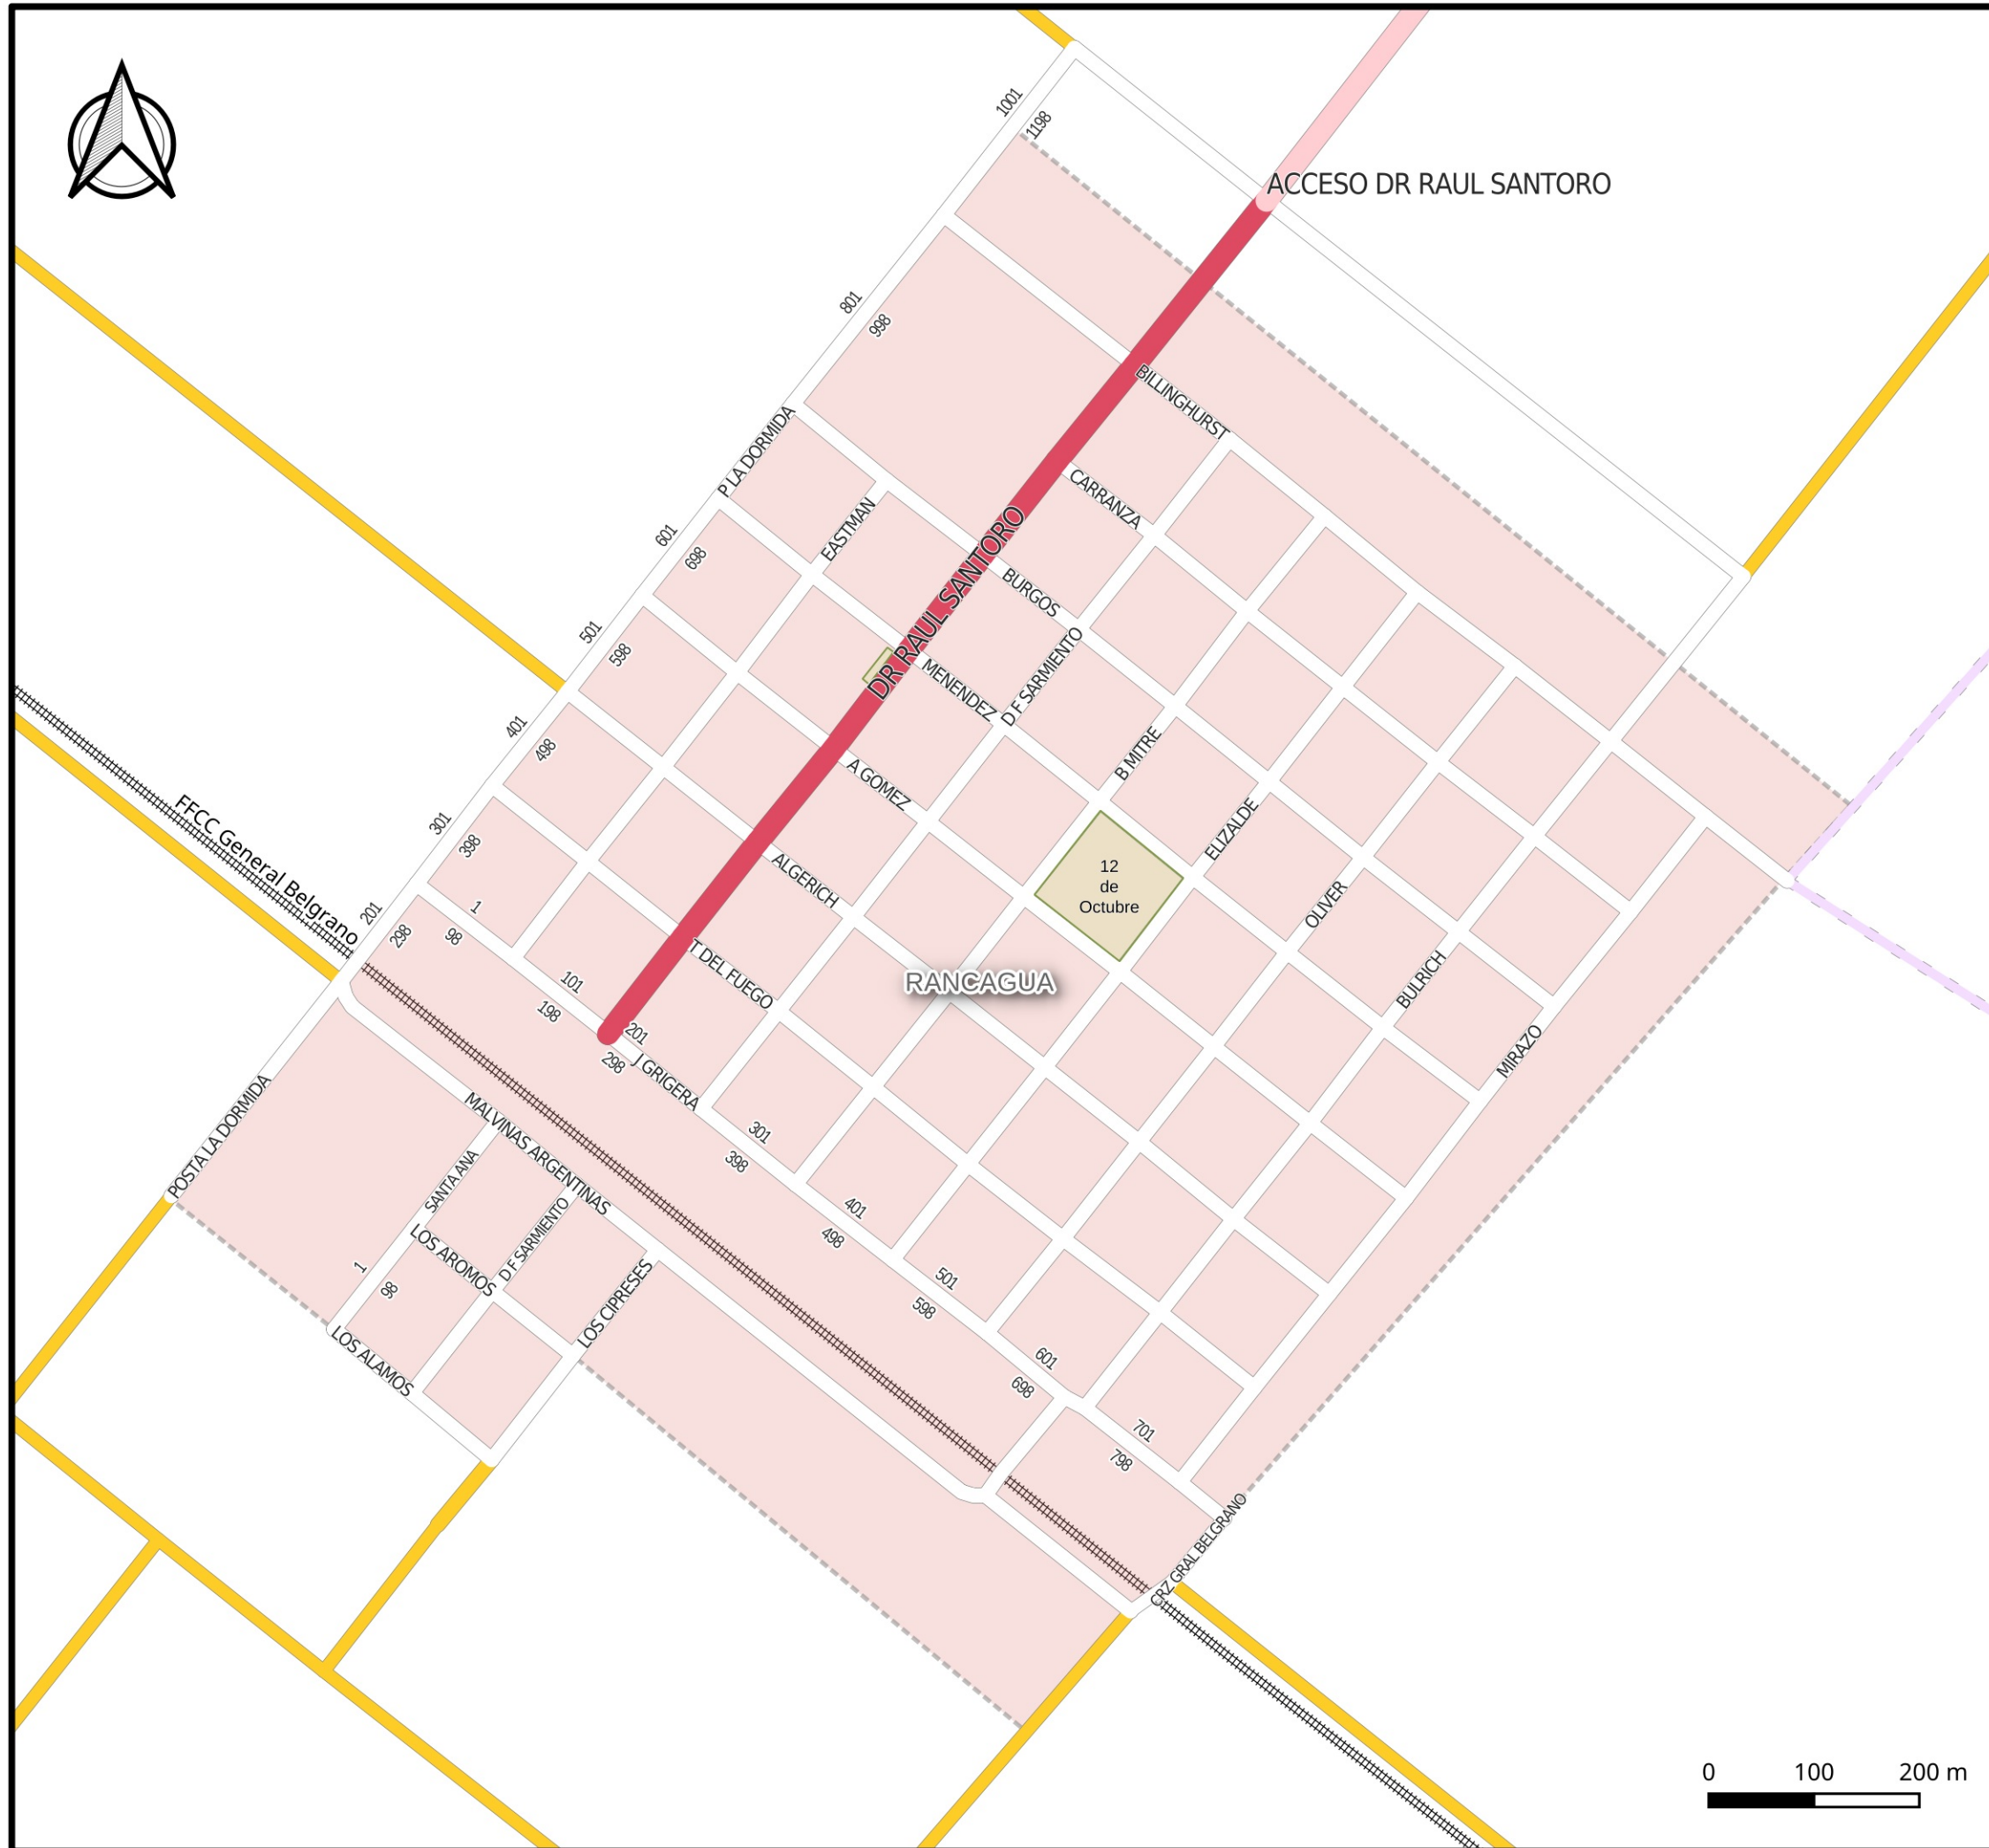 1001
1198
ACCESO DR RAUL SANTORO
801
998
BILLINGHURST
P LA DORMIDA
CARRANZA
EASTMAN
601
698
DR RAUL SANTORO
BURGOS
501
598
MENENDEZ
D F SARMIENTO
401
498
A GOMEZ
B MITRE
301
398
ELIZALDE
FFCC General Belgrano
ALGERICH
12
de
Octubre
OLIVER
201
298
1
98
T DEL FUEGO
RANCAGUA
BULRICH
101
198
201
298
J GRIGERA
MIRAZO
POSTA LA DORMIDA
MALVINAS ARGENTINAS
301
398
SANTA ANA
LOS AROMOS
D F SARMIENTO
401
498
1
98
LOS CIPRESES
501
598
LOS ALAMOS
601
698
701
798
CRZ GRAL BELGRANO
0 100 200 m